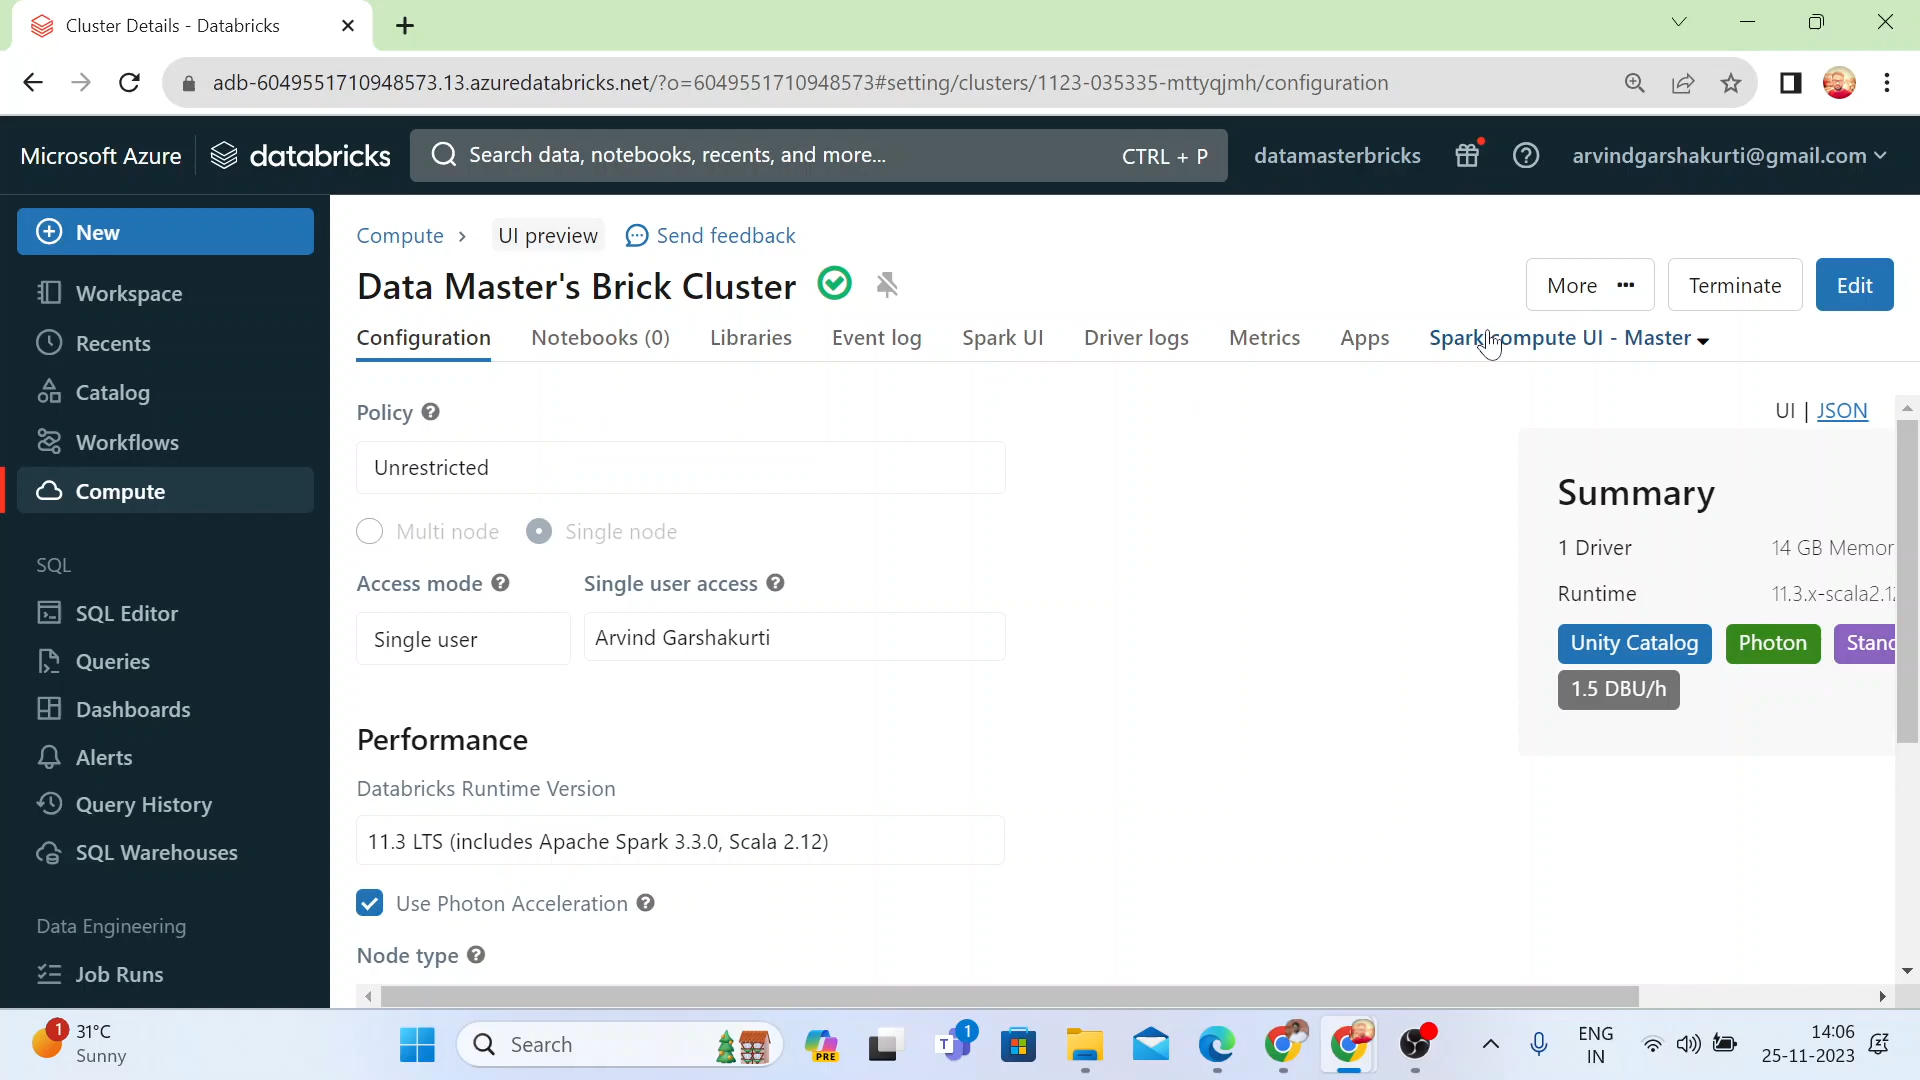 Cluster Details - Databricks
adb-6049551710948573.13.azuredatabricks.net/?o=6049551710948573#setting/clusters/1123-035335-mttyqjmh/configuration
Microsoft Azure databricks Search data, notebooks, recents, and more... CTRL + P datamasterbricks arvindgarshakurti@gmail.com
New
Workspace
Recents
Catalog
Workflows
Compute
SQL
SQL Editor
Queries
Dashboards
Alerts
Query History
SQL Warehouses
Data Engineering
Job Runs
Compute > UI preview Send feedback
Data Master's Brick Cluster More ... Terminate Edit
Configuration Notebooks (0) Libraries Event log Spark UI Driver logs Metrics Apps Spark compute UI - Master
Policy
UI | JSON
Unrestricted
Multi node Single node
Access mode Single user access
Single user Arvind Garshakurti
Performance
Databricks Runtime Version
11.3 LTS (includes Apache Spark 3.3.0, Scala 2.12)
Use Photon Acceleration
Node type
Summary
1 Driver 14 GB Memor
Runtime 11.3.x-scala2.1
Unity Catalog Photon Stand
1.5 DBU/h
1 31°C
Sunny
Search
PRE
T 1
ENG
IN
14:06
25-11-2023